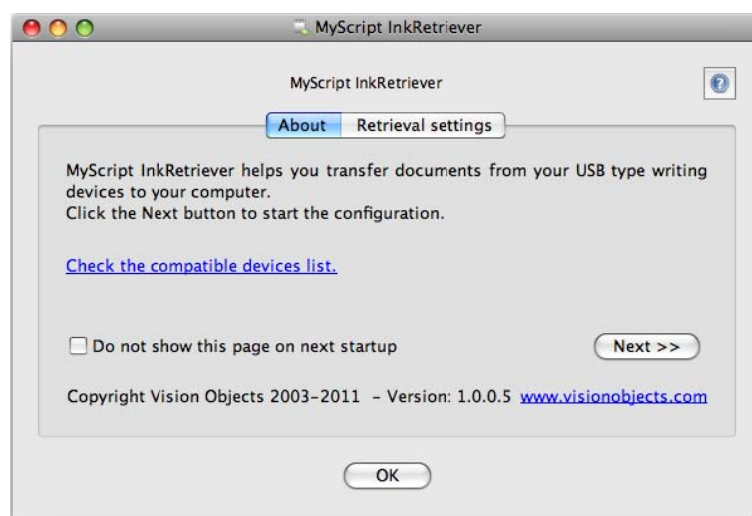 MyScript InkRetriever
MyScript InkRetriever
About Retrieval settings
MyScript InkRetriever helps you transfer documents from your USB type writing
devices to your computer.
Click the Next button to start the configuration.
Check the compatible devices list.
Do not show this page on next startup
Next >>
Copyright Vision Objects 2003-2011 - Version: 1.0.0.5 www.visionobjects.com
OK